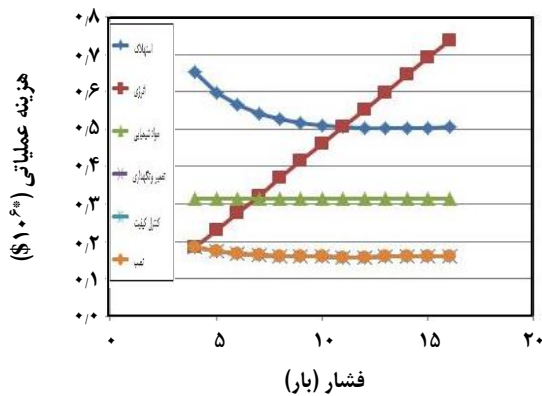 هزینه عملیاتی (*۱۰^۶$)
۰٫۸
۰٫۷
۰٫۶
۰٫۵
۰٫۴
۰٫۳
۰٫۲
۰٫۱
۰٫۰
استهلاک
انرژی
مواد شیمیایی
تعمیر و نگهداری
کنترل کیفیت
نصب
۰ ۵ ۱۰ ۱۵ ۲۰
فشار (بار)